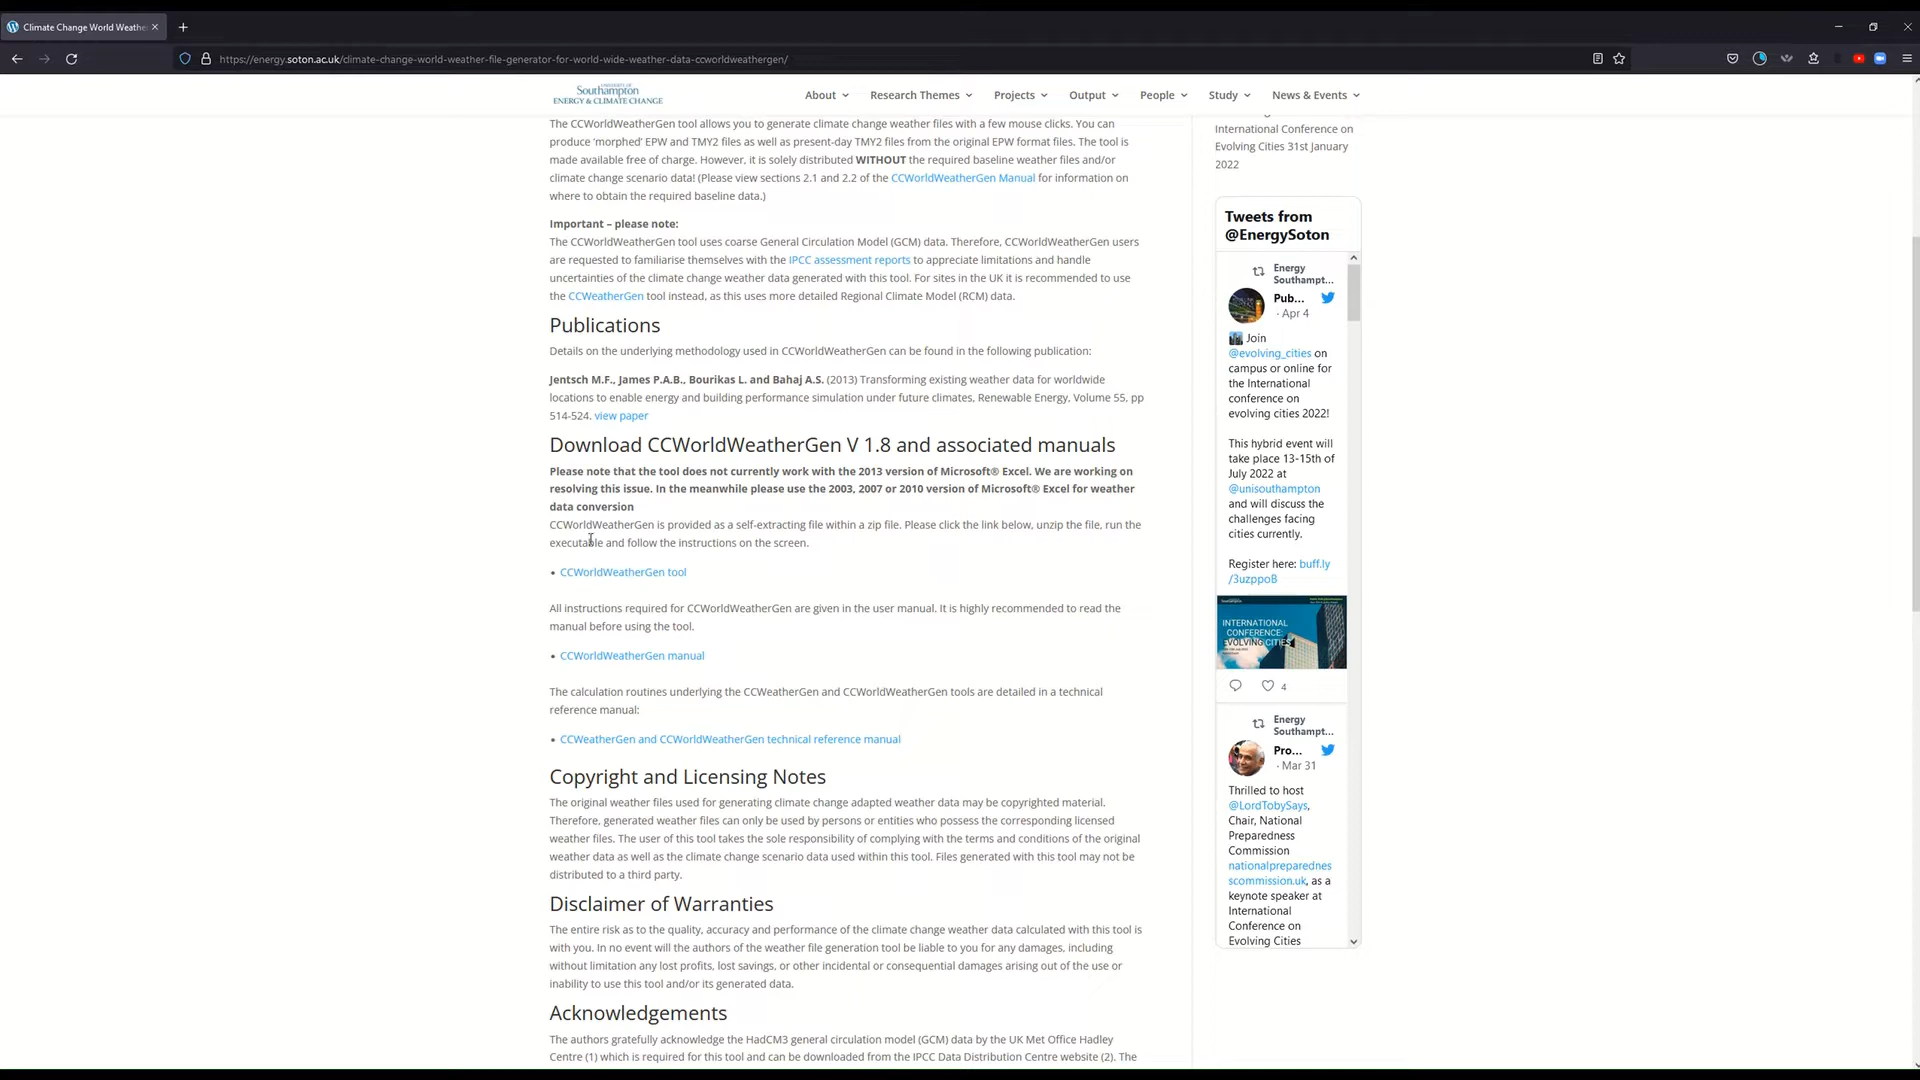 Climate Change World Weathe
https://energy.soton.ac.uk/climate-change-world-weather-file-generator-for-world-wide-weather-data-ccworldweathergen/
UNIVERSITY OF
Southampton
ENERGY & CLIMATE CHANGE
About
Research Themes
Projects
Output
People
Study
News & Events
The CCWorldWeatherGen tool allows you to generate climate change weather files with a few mouse clicks. You can
produce ‘morphed’ EPW and TMY2 files as well as present-day TMY2 files from the original EPW format files. The tool is
made available free of charge. However, it is solely distributed WITHOUT the required baseline weather files and/or
climate change scenario data! (Please view sections 2.1 and 2.2 of the CCWorldWeatherGen Manual for information on
where to obtain the required baseline data.)
Important – please note:
The CCWorldWeatherGen tool uses coarse General Circulation Model (GCM) data. Therefore, CCWorldWeatherGen users
are requested to familiarise themselves with the IPCC assessment reports to appreciate limitations and handle
uncertainties of the climate change weather data generated with this tool. For sites in the UK it is recommended to use
the CCWeatherGen tool instead, as this uses more detailed Regional Climate Model (RCM) data.
Publications
Details on the underlying methodology used in CCWorldWeatherGen can be found in the following publication:
Jentsch M.F., James P.A.B., Bourikas L. and Bahaj A.S. (2013) Transforming existing weather data for worldwide
locations to enable energy and building performance simulation under future climates, Renewable Energy, Volume 55, pp
514-524. view paper
Download CCWorldWeatherGen V 1.8 and associated manuals
Please note that the tool does not currently work with the 2013 version of Microsoft® Excel. We are working on
resolving this issue. In the meanwhile please use the 2003, 2007 or 2010 version of Microsoft® Excel for weather
data conversion
CCWorldWeatherGen is provided as a self-extracting file within a zip file. Please click the link below, unzip the file, run the
executable and follow the instructions on the screen.
• CCWorldWeatherGen tool
All instructions required for CCWorldWeatherGen are given in the user manual. It is highly recommended to read the
manual before using the tool.
• CCWorldWeatherGen manual
The calculation routines underlying the CCWeatherGen and CCWorldWeatherGen tools are detailed in a technical
reference manual:
• CCWeatherGen and CCWorldWeatherGen technical reference manual
Copyright and Licensing Notes
The original weather files used for generating climate change adapted weather data may be copyrighted material.
Therefore, generated weather files can only be used by persons or entities who possess the corresponding licensed
weather files. The user of this tool takes the sole responsibility of complying with the terms and conditions of the original
weather data as well as the climate change scenario data used within this tool. Files generated with this tool may not be
distributed to a third party.
Disclaimer of Warranties
The entire risk as to the quality, accuracy and performance of the climate change weather data calculated with this tool is
with you. In no event will the authors of the weather file generation tool be liable to you for any damages, including
without limitation any lost profits, lost savings, or other incidental or consequential damages arising out of the use or
inability to use this tool and/or its generated data.
Acknowledgements
The authors gratefully acknowledge the HadCM3 general circulation model (GCM) data by the UK Met Office Hadley
Centre (1) which is required for this tool and can be downloaded from the IPCC Data Distribution Centre website (2). The
International Conference on
Evolving Cities 31st January
2022
Tweets from
@EnergySoton
Energy
Southampt...
Pub...
· Apr 4
Join
@evolving_cities on
campus or online for
the International
conference on
evolving cities 2022!
This hybrid event will
take place 13-15th of
July 2022 at
@unisouthampton
and will discuss the
challenges facing
cities currently.
Register here: buff.ly
/3uzppoB
INTERNATIONAL
CONFERENCE:
EVOLVING CITIES
4
Energy
Southampt...
Pro...
· Mar 31
Thrilled to host
@LordTobySays,
Chair, National
Preparedness
Commission
nationalpreparednes
scommission.uk, as a
keynote speaker at
International
Conference on
Evolving Cities